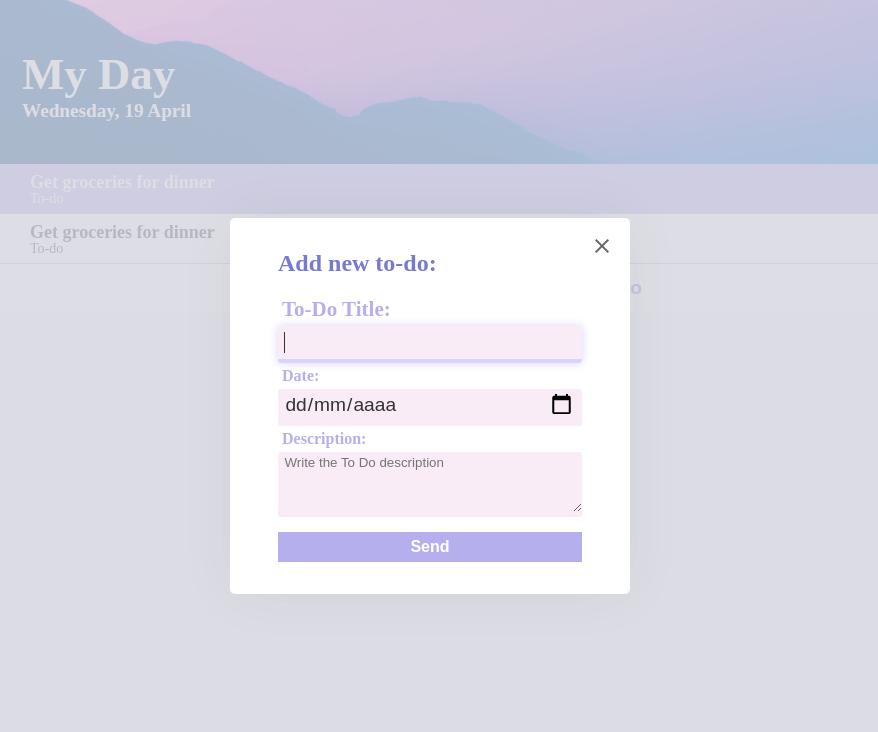 My Day
Wednesday, 19 April
Get groceries for dinner
To-do
Get groceries for dinner
To-do
Add new to-do:
To-Do Title:
Date:
dd/mm/aaaa
Description:
Write the To Do description
Send